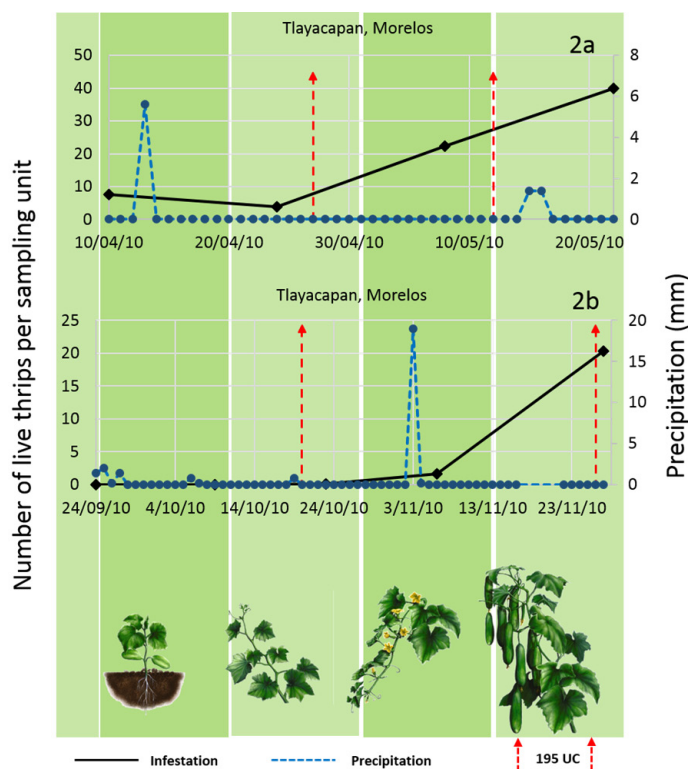 Tlayacapan, Morelos
2a
50
40
30
20
10
0
8
6
4
2
0
10/04/10 20/04/10 30/04/10 10/05/10 20/05/10
Number of live thrips per sampling unit
Precipitation (mm)
Tlayacapan, Morelos
2b
25
20
15
10
5
0
20
15
10
5
0
24/09/10 4/10/10 14/10/10 24/10/10 3/11/10 13/11/10 23/11/10
Infestation Precipitation 195 UC